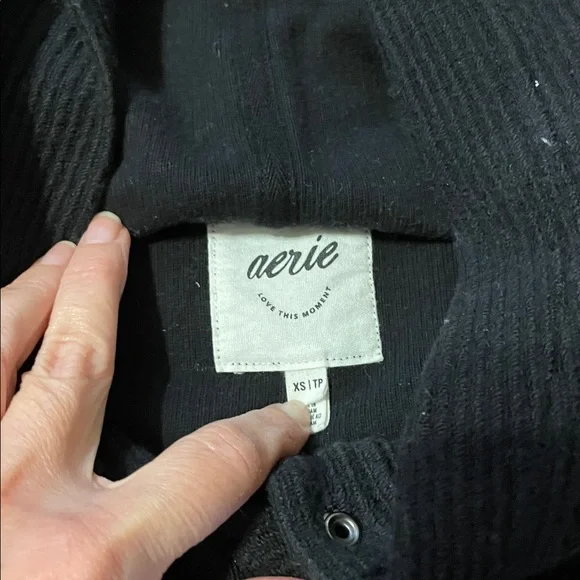 aerie
LOVE THIS MOMENT
XS | TP